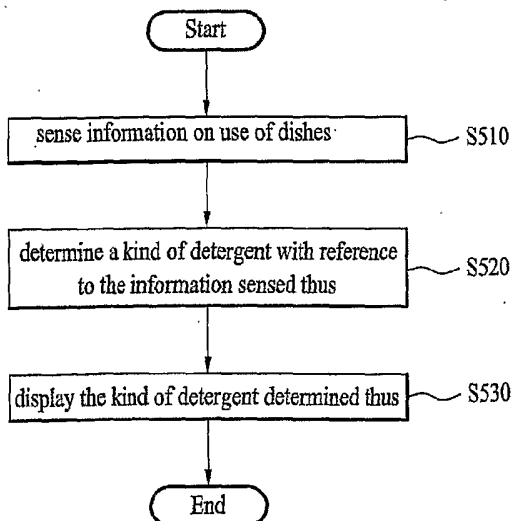 Start
sense information on use of dishes
S510
determine a kind of detergent with reference
to the information sensed thus
S520
display the kind of detergent determined thus
S530
End